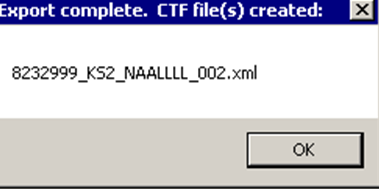 Export complete. CTF file(s) created:
8232999_KS2_NAALLLL_002.xml
OK